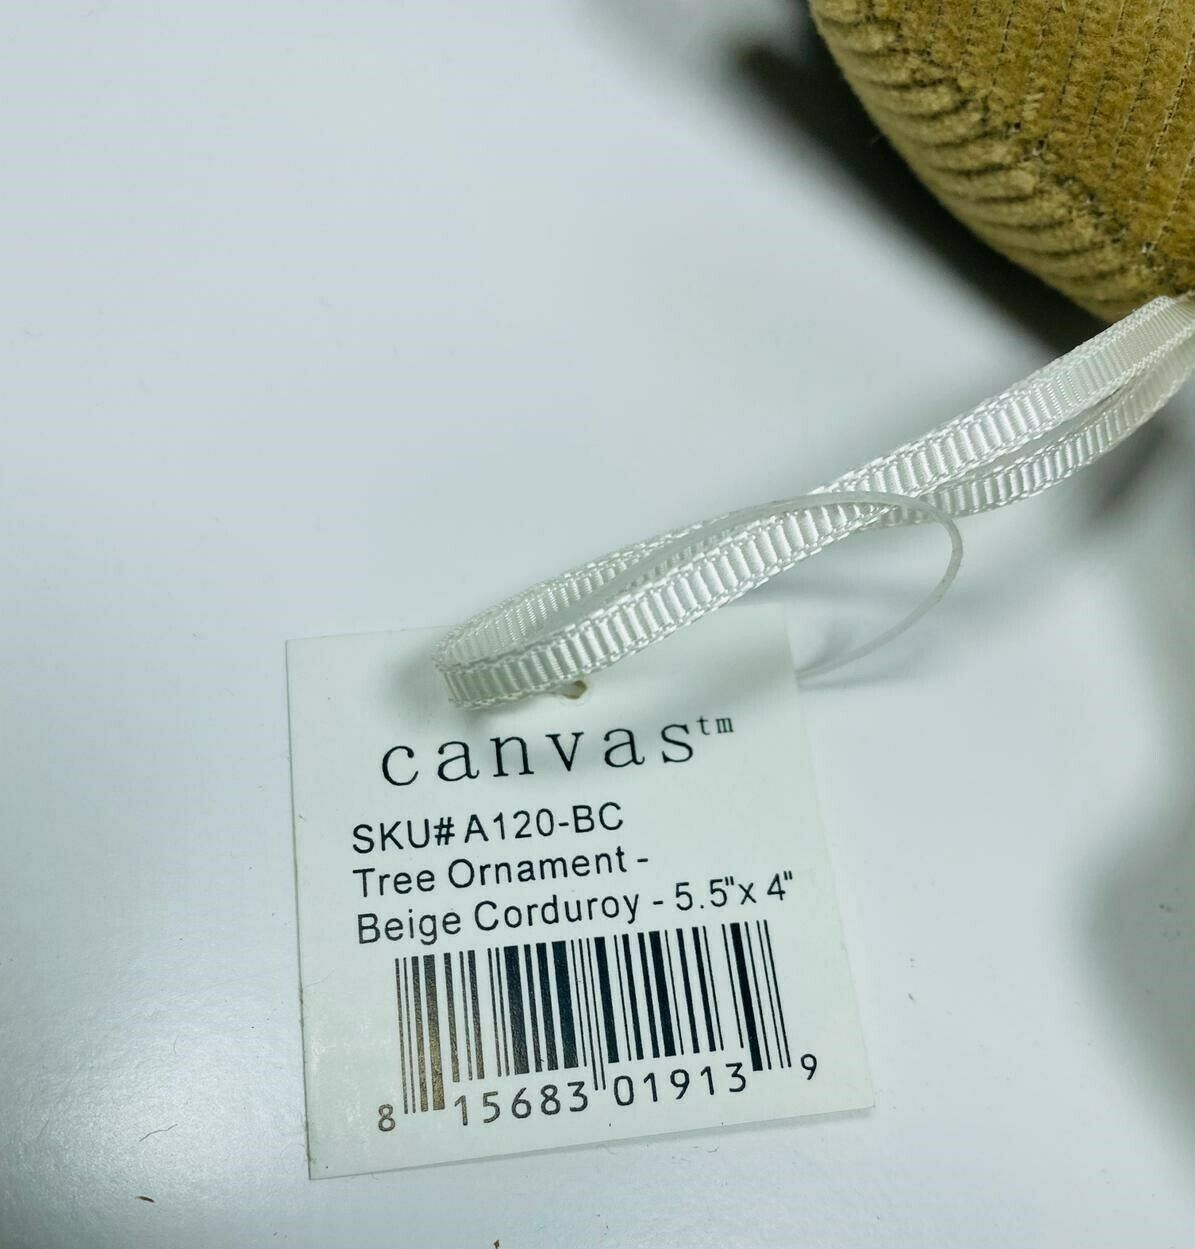 canvas™
SKU# A120-BC
Tree Ornament -
Beige Corduroy - 5.5"x 4"
8 15683 01913 9